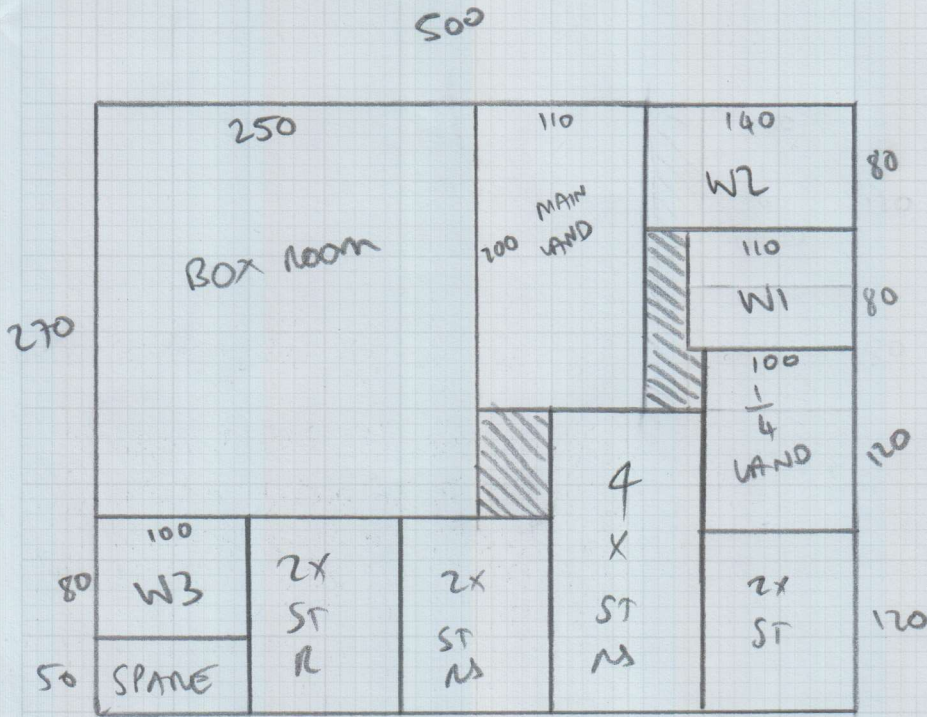 500
250
110
140
80
W2
MAIN
LAND
200
BOX ROOM
110
W1
80
270
100
1/4
LAND
120
4
X
ST
NS
100
W3
80
2X
ST
R
2X
ST
NS
2X
ST
120
50
SPARE